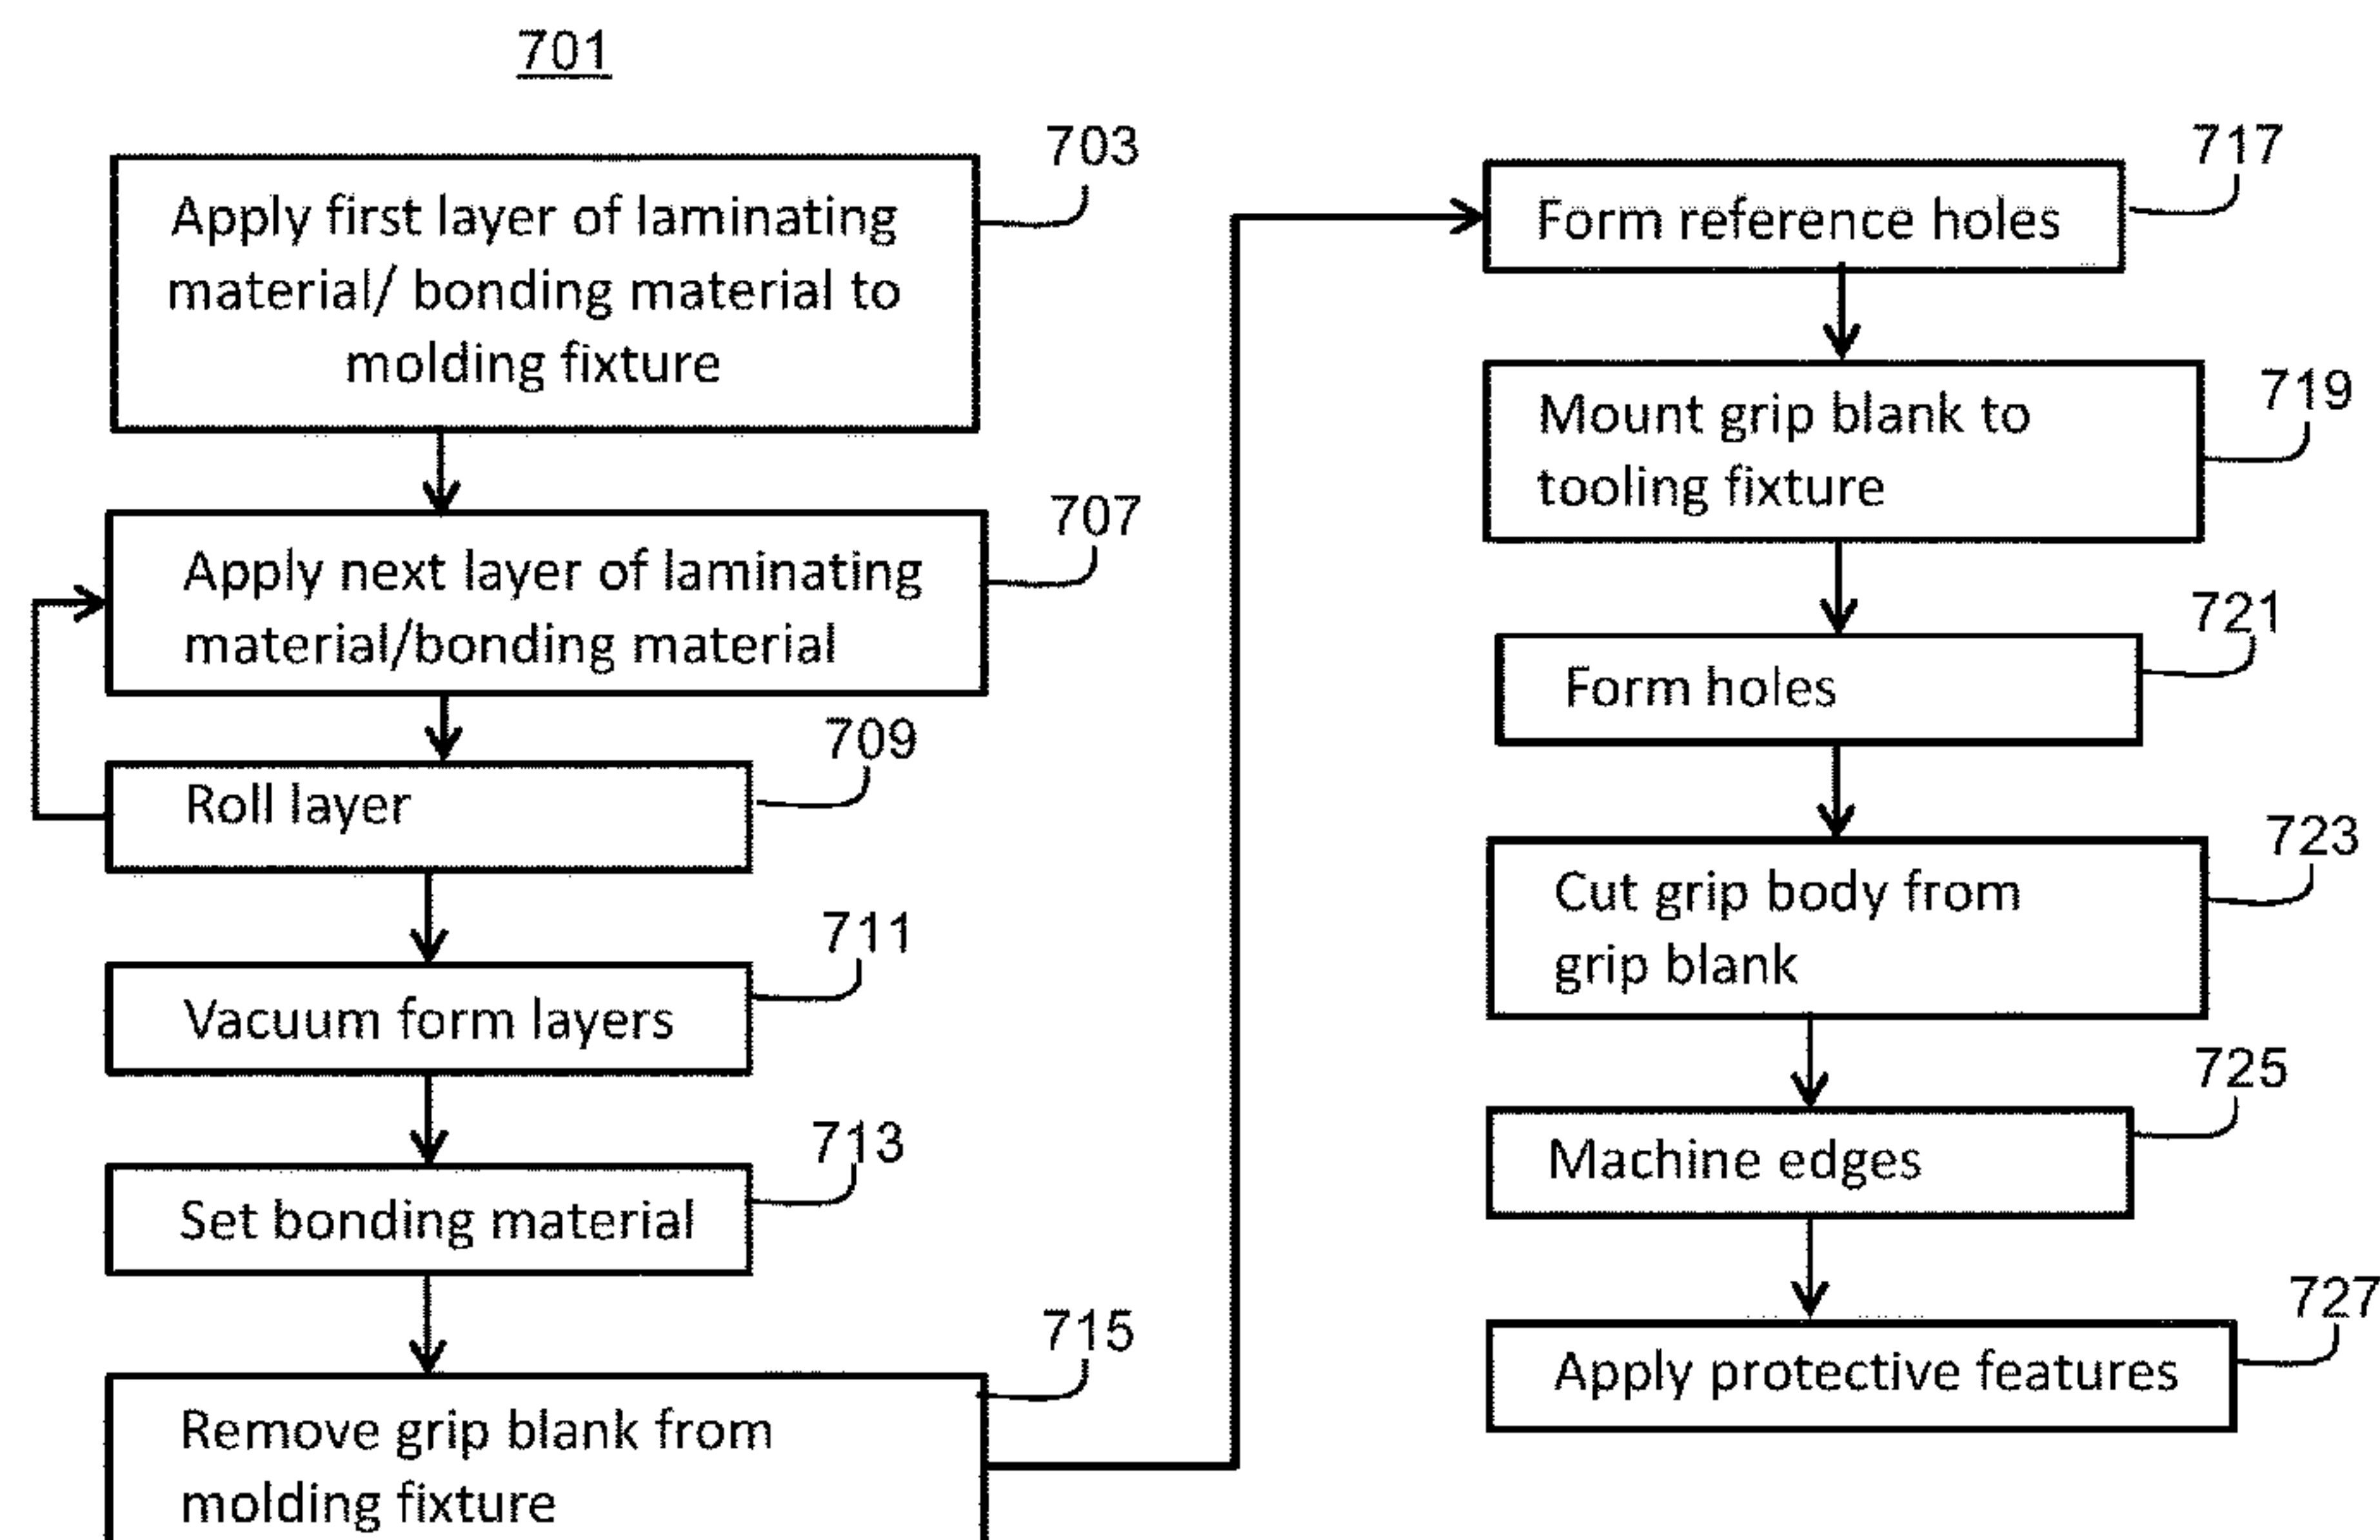 701
703
Apply first layer of laminating
material/ bonding material to
molding fixture
707
Apply next layer of laminating
material/bonding material
709
Roll layer
711
Vacuum form layers
713
Set bonding material
715
Remove grip blank from
molding fixture
717
Form reference holes
719
Mount grip blank to
tooling fixture
721
Form holes
723
Cut grip body from
grip blank
725
Machine edges
727
Apply protective features